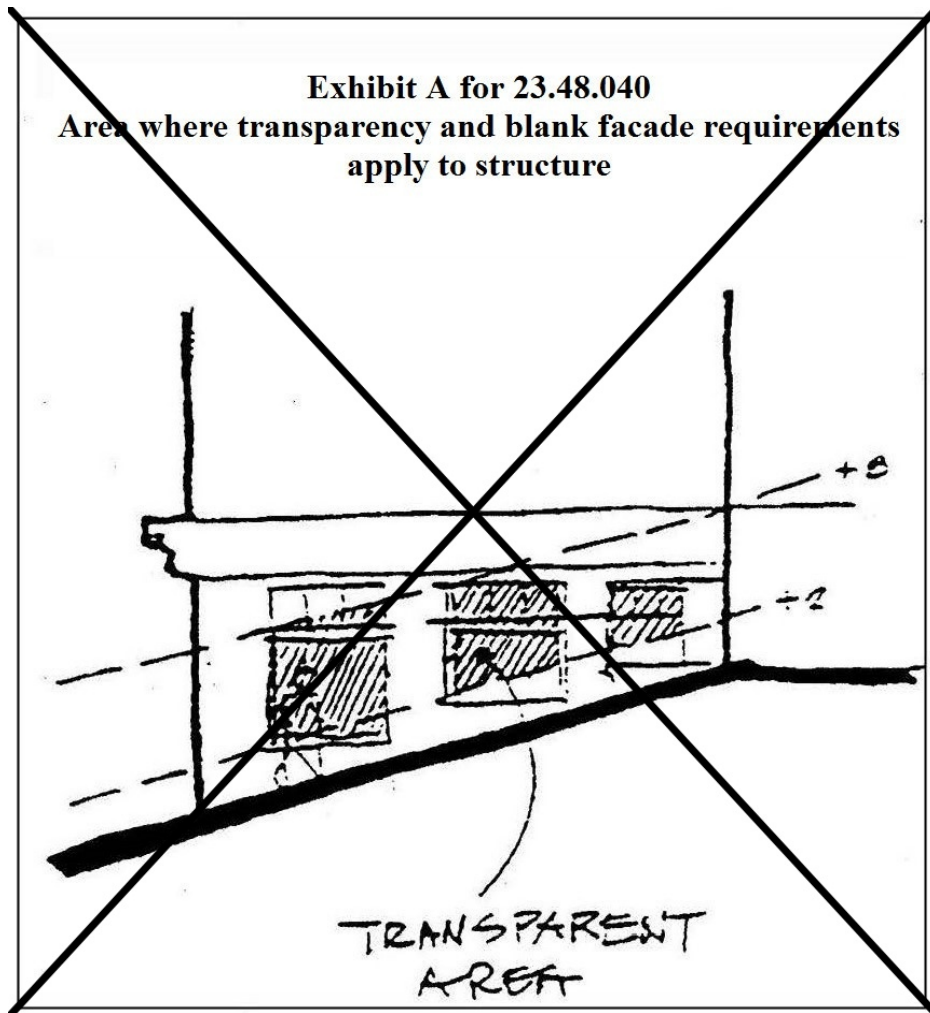 Exhibit A for 23.48.040
Area where transparency and blank facade requirements
apply to structure
+8
+2
TRANSPARENT
AREA